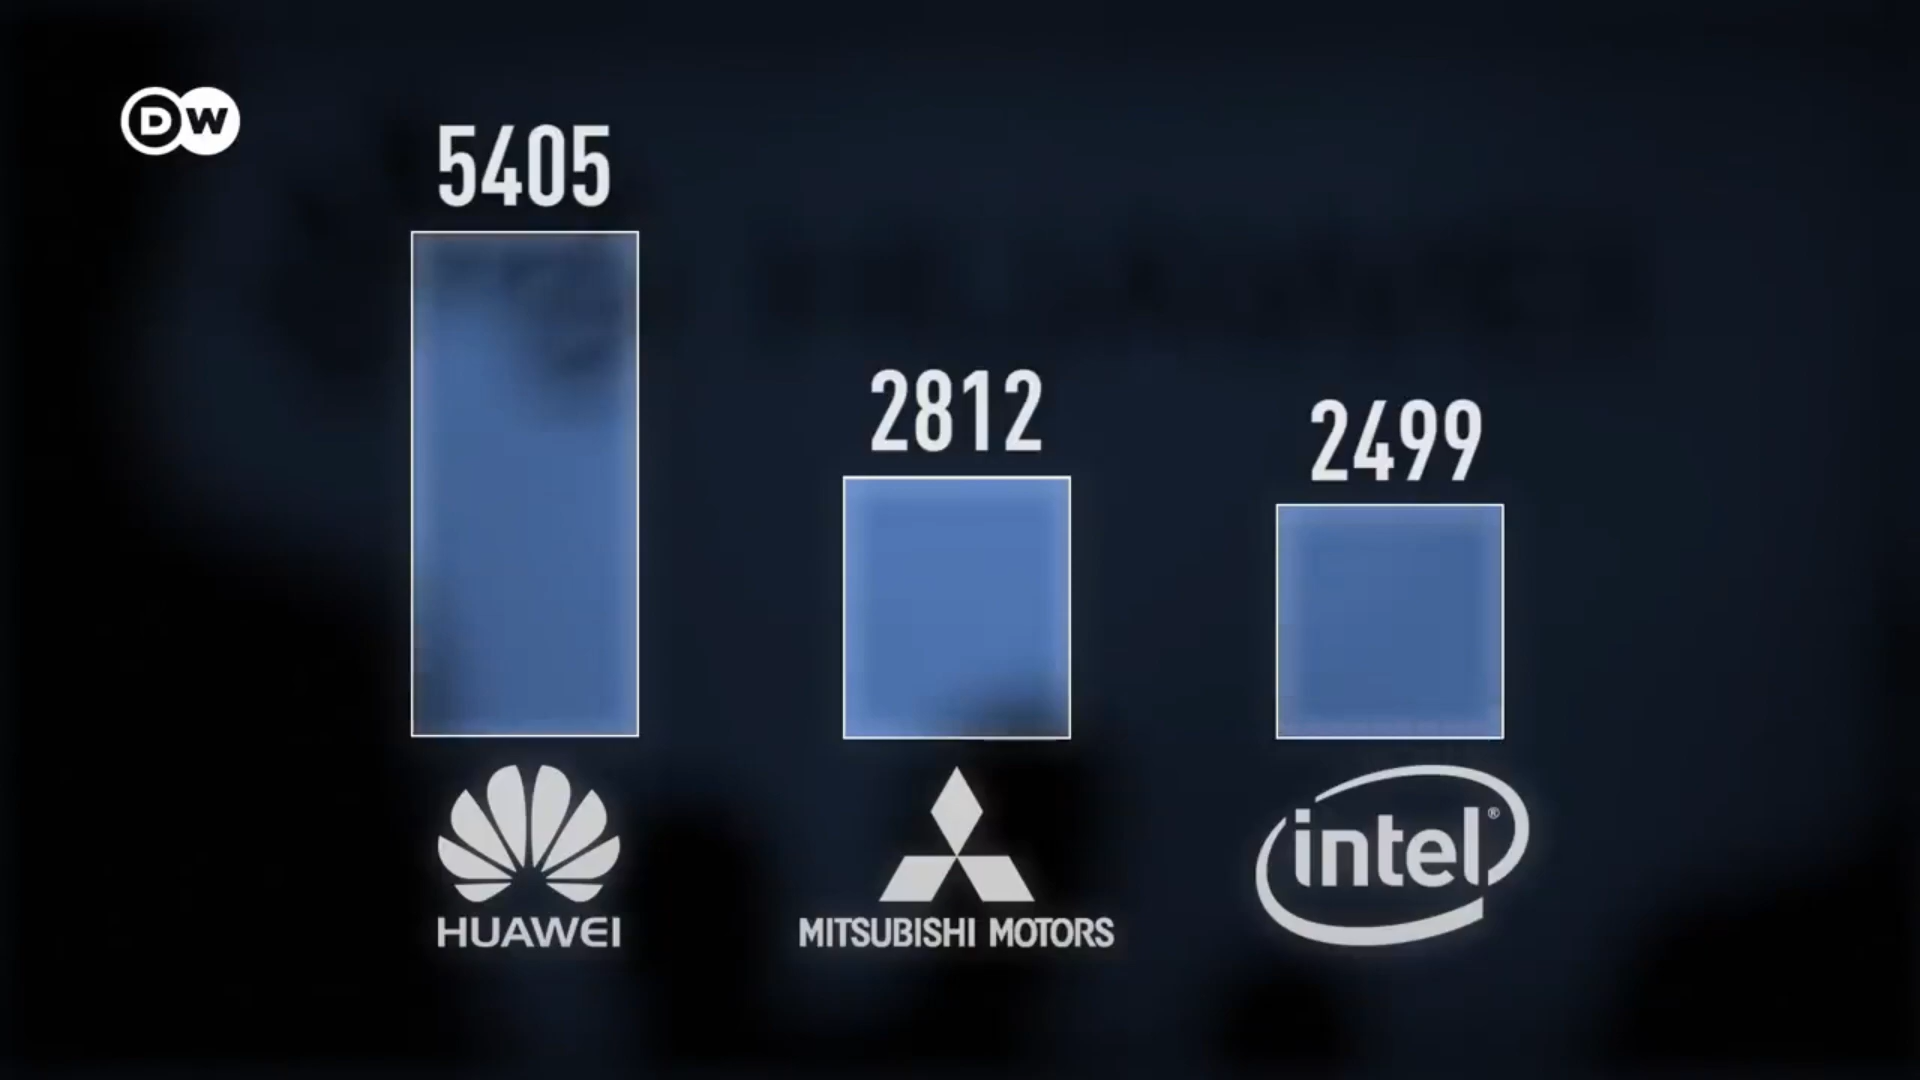 DW
5405
2812
2499
HUAWEI
MITSUBISHI MOTORS
intel®